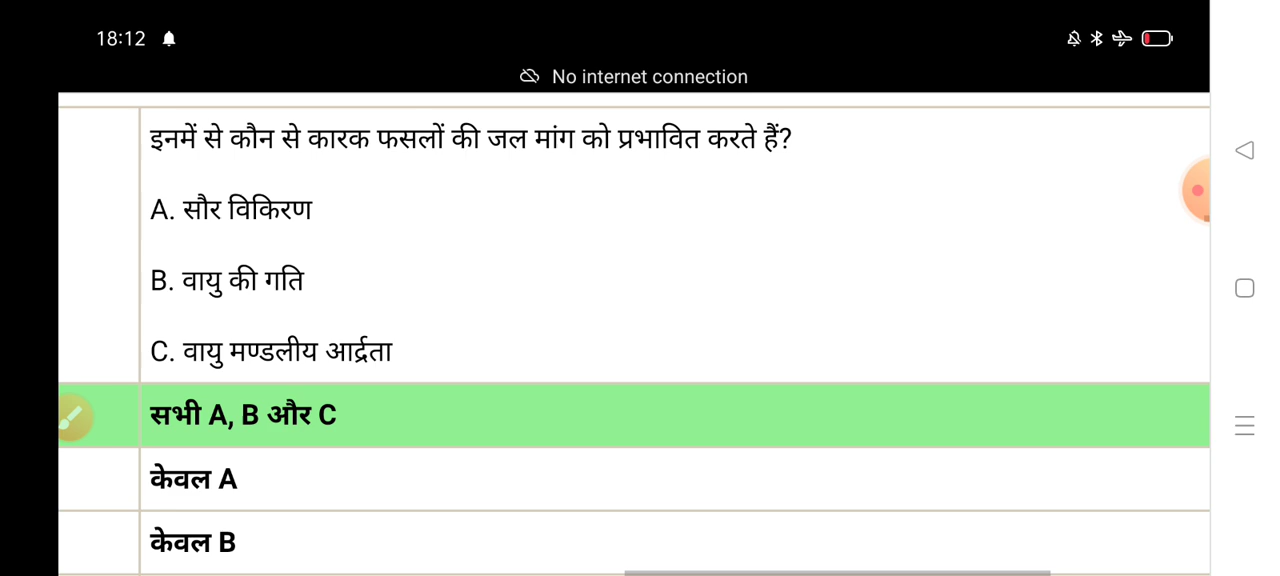 18:12
No internet connection
इनमें से कौन से कारक फसलों की जल मांग को प्रभावित करते हैं?
A. सौर विकिरण
B. वायु की गति
C. वायु मण्डलीय आर्द्रता
सभी A, B और C
केवल A
केवल B